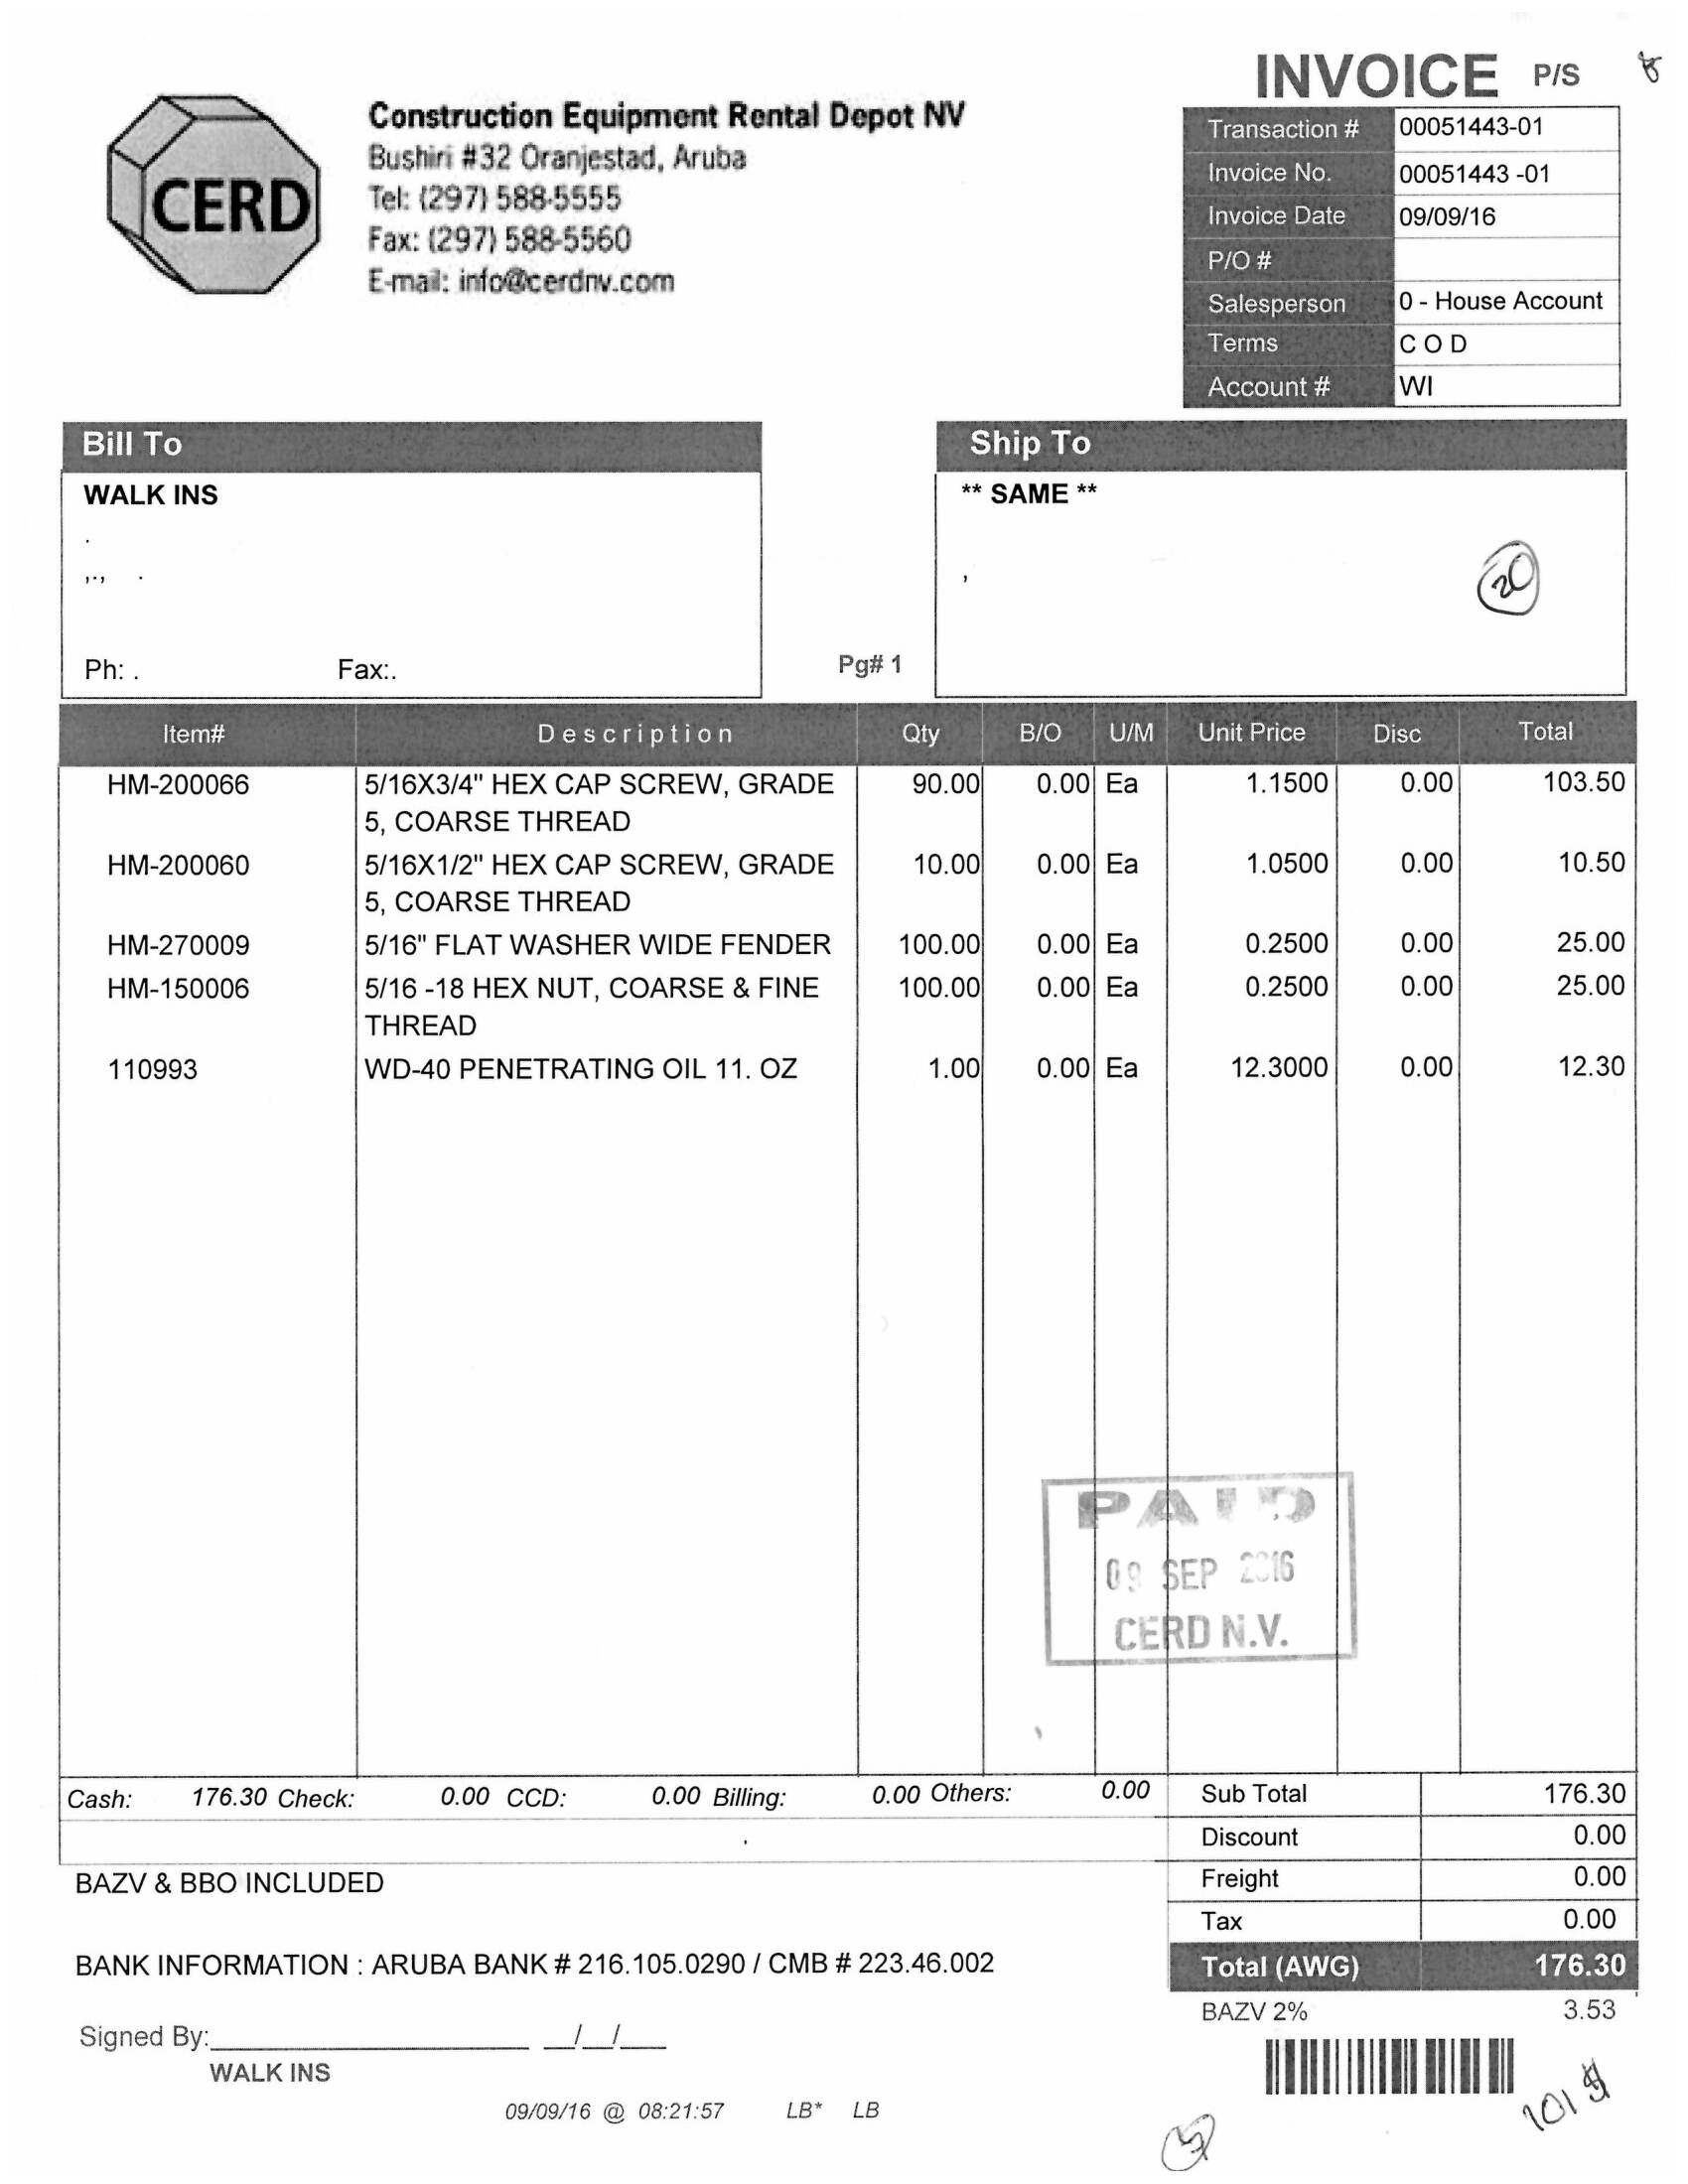 INVOICE P/S
CERD
Construction Equipment Rental Depot NV
Bushiri #32 Oranjestad, Aruba
Tel: (297) 588-5555
Fax: (297) 588-5560
E-mail: info@cerdnv.com
Transaction # 00051443-01
Invoice No. 00051443 -01
Invoice Date 09/09/16
P/O #
Salesperson 0 - House Account
Terms C O D
Account # WI
Bill To
WALK INS
.
,., .
Ph: . Fax:.
Pg# 1
Ship To
** SAME **
,
20
Item# Description Qty B/O U/M Unit Price Disc Total
HM-200066 5/16X3/4" HEX CAP SCREW, GRADE 90.00 0.00 Ea 1.1500 0.00 103.50
5, COARSE THREAD
HM-200060 5/16X1/2" HEX CAP SCREW, GRADE 10.00 0.00 Ea 1.0500 0.00 10.50
5, COARSE THREAD
HM-270009 5/16" FLAT WASHER WIDE FENDER 100.00 0.00 Ea 0.2500 0.00 25.00
HM-150006 5/16 -18 HEX NUT, COARSE & FINE 100.00 0.00 Ea 0.2500 0.00 25.00
THREAD
110993 WD-40 PENETRATING OIL 11. OZ 1.00 0.00 Ea 12.3000 0.00 12.30
PAID
09 SEP 2016
CERD N.V.
Cash: 176.30 Check: 0.00 CCD: 0.00 Billing: 0.00 Others: 0.00
Sub Total 176.30
Discount 0.00
Freight 0.00
Tax 0.00
Total (AWG) 176.30
BAZV 2% 3.53
BAZV & BBO INCLUDED
BANK INFORMATION : ARUBA BANK # 216.105.0290 / CMB # 223.46.002
Signed By:
WALK INS
09/09/16 @ 08:21:57 LB* LB